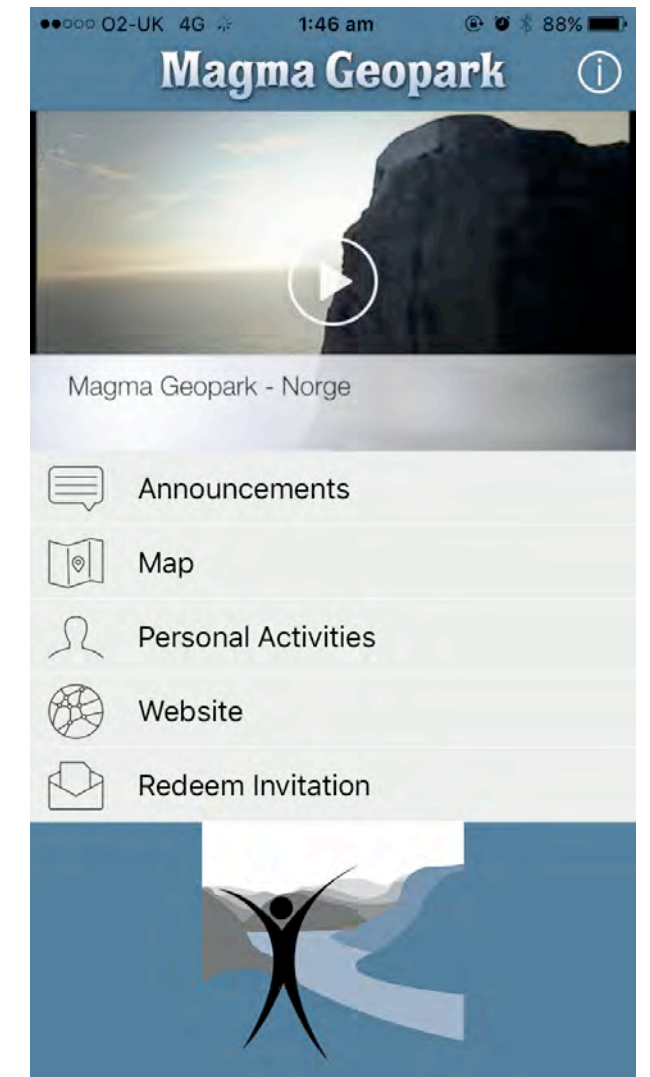 O2-UK 4G 1:46 am 88%
Magma Geopark
Magma Geopark - Norge
Announcements
Map
Personal Activities
Website
Redeem Invitation